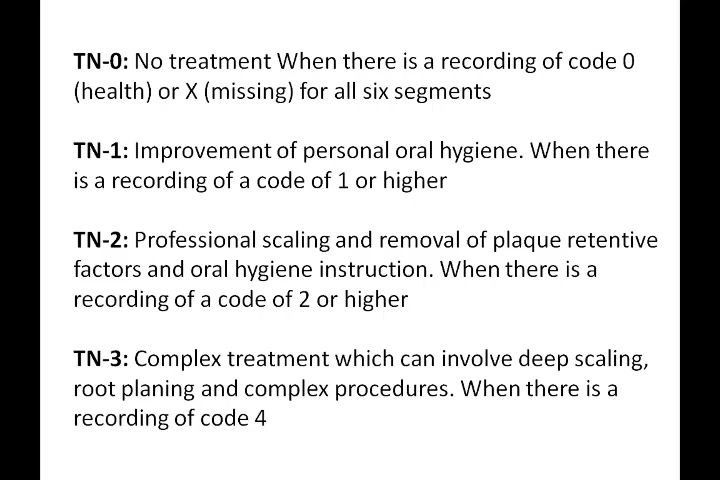 TN-0: No treatment When there is a recording of code 0
(health) or X (missing) for all six segments
TN-1: Improvement of personal oral hygiene. When there
is a recording of a code of 1 or higher
TN-2: Professional scaling and removal of plaque retentive
factors and oral hygiene instruction. When there is a
recording of a code of 2 or higher
TN-3: Complex treatment which can involve deep scaling,
root planing and complex procedures. When there is a
recording of code 4